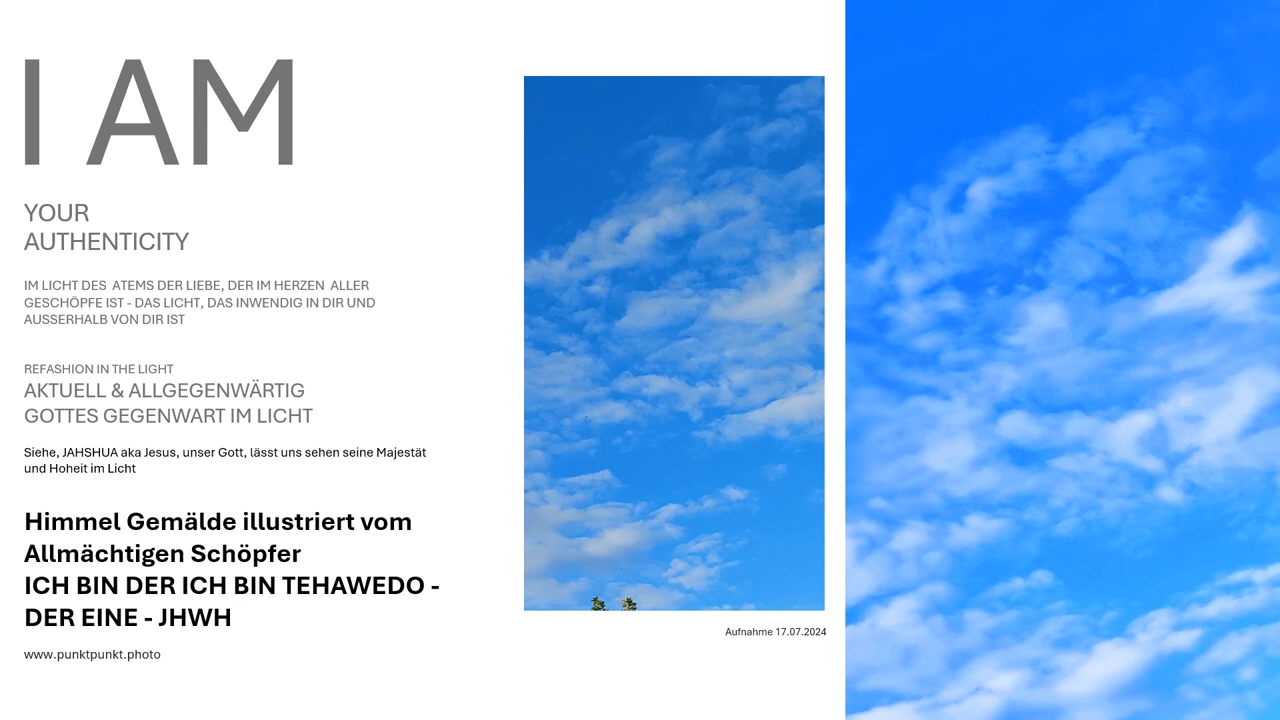 I AM
YOUR
AUTHENTICITY
IM LICHT DES  ATEMS DER LIEBE, DER IM HERZEN  ALLER
GESCHÖPFE IST - DAS LICHT, DAS INWENDIG IN DIR UND
AUSSERHALB VON DIR IST
REFASHION IN THE LIGHT
AKTUELL & ALLGEGENWÄRTIG
GOTTES GEGENWART IM LICHT
Siehe, JAHSHUA aka Jesus, unser Gott, lässt uns sehen seine Majestät
und Hoheit im Licht
Himmel Gemälde illustriert vom
Allmächtigen Schöpfer
ICH BIN DER ICH BIN TEHAWEDO -
DER EINE - JHWH
www.punktpunkt.photo
Aufnahme 17.07.2024